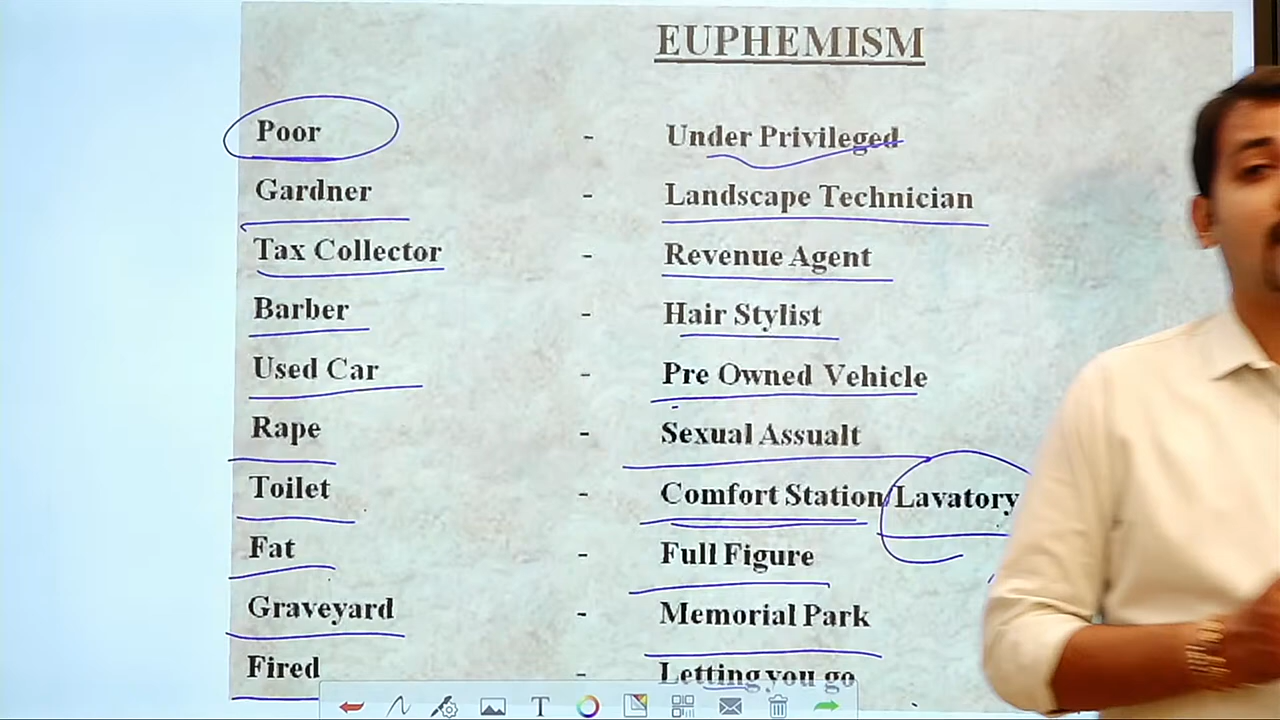 EUPHEMISM
Poor - Under Privileged
Gardner - Landscape Technician
Tax Collector - Revenue Agent
Barber - Hair Stylist
Used Car - Pre Owned Vehicle
Rape - Sexual Assualt
Toilet - Comfort Station/Lavatory
Fat - Full Figure
Graveyard - Memorial Park
Fired - Letting you go
T